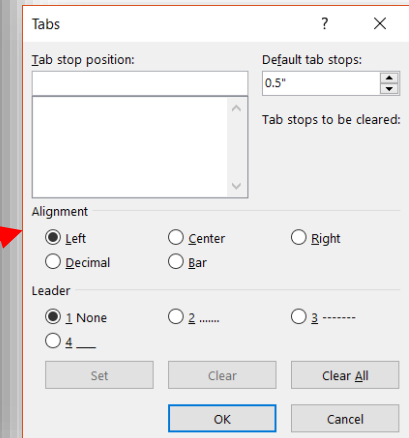 Tabs ? ×
Tab stop position: Default tab stops:
0.5"
Tab stops to be cleared:
Alignment
Left Center Right
Decimal Bar
Leader
1 None 2 ....... 3 -------
4 ___
Set Clear Clear All
OK Cancel